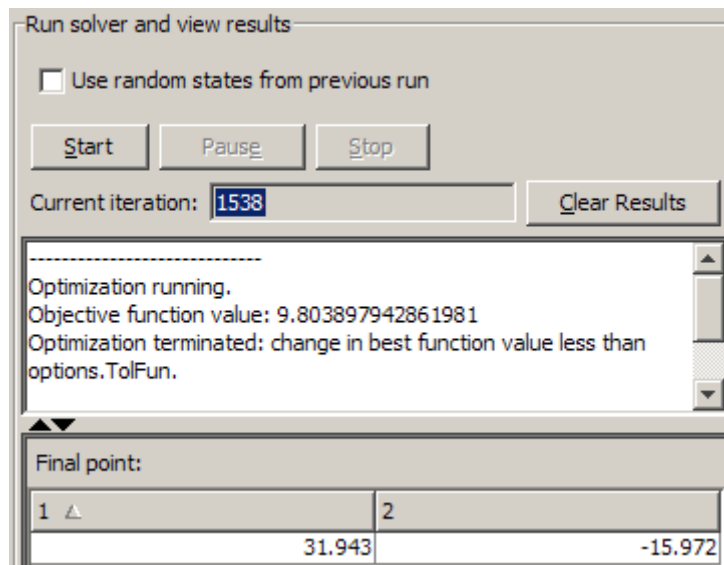 Run solver and view results
Use random states from previous run
Start Pause Stop
Current iteration: 1538 Clear Results
-----------------------------
Optimization running.
Objective function value: 9.803897942861981
Optimization terminated: change in best function value less than
options.TolFun.
Final point:
1 2
31.943 -15.972